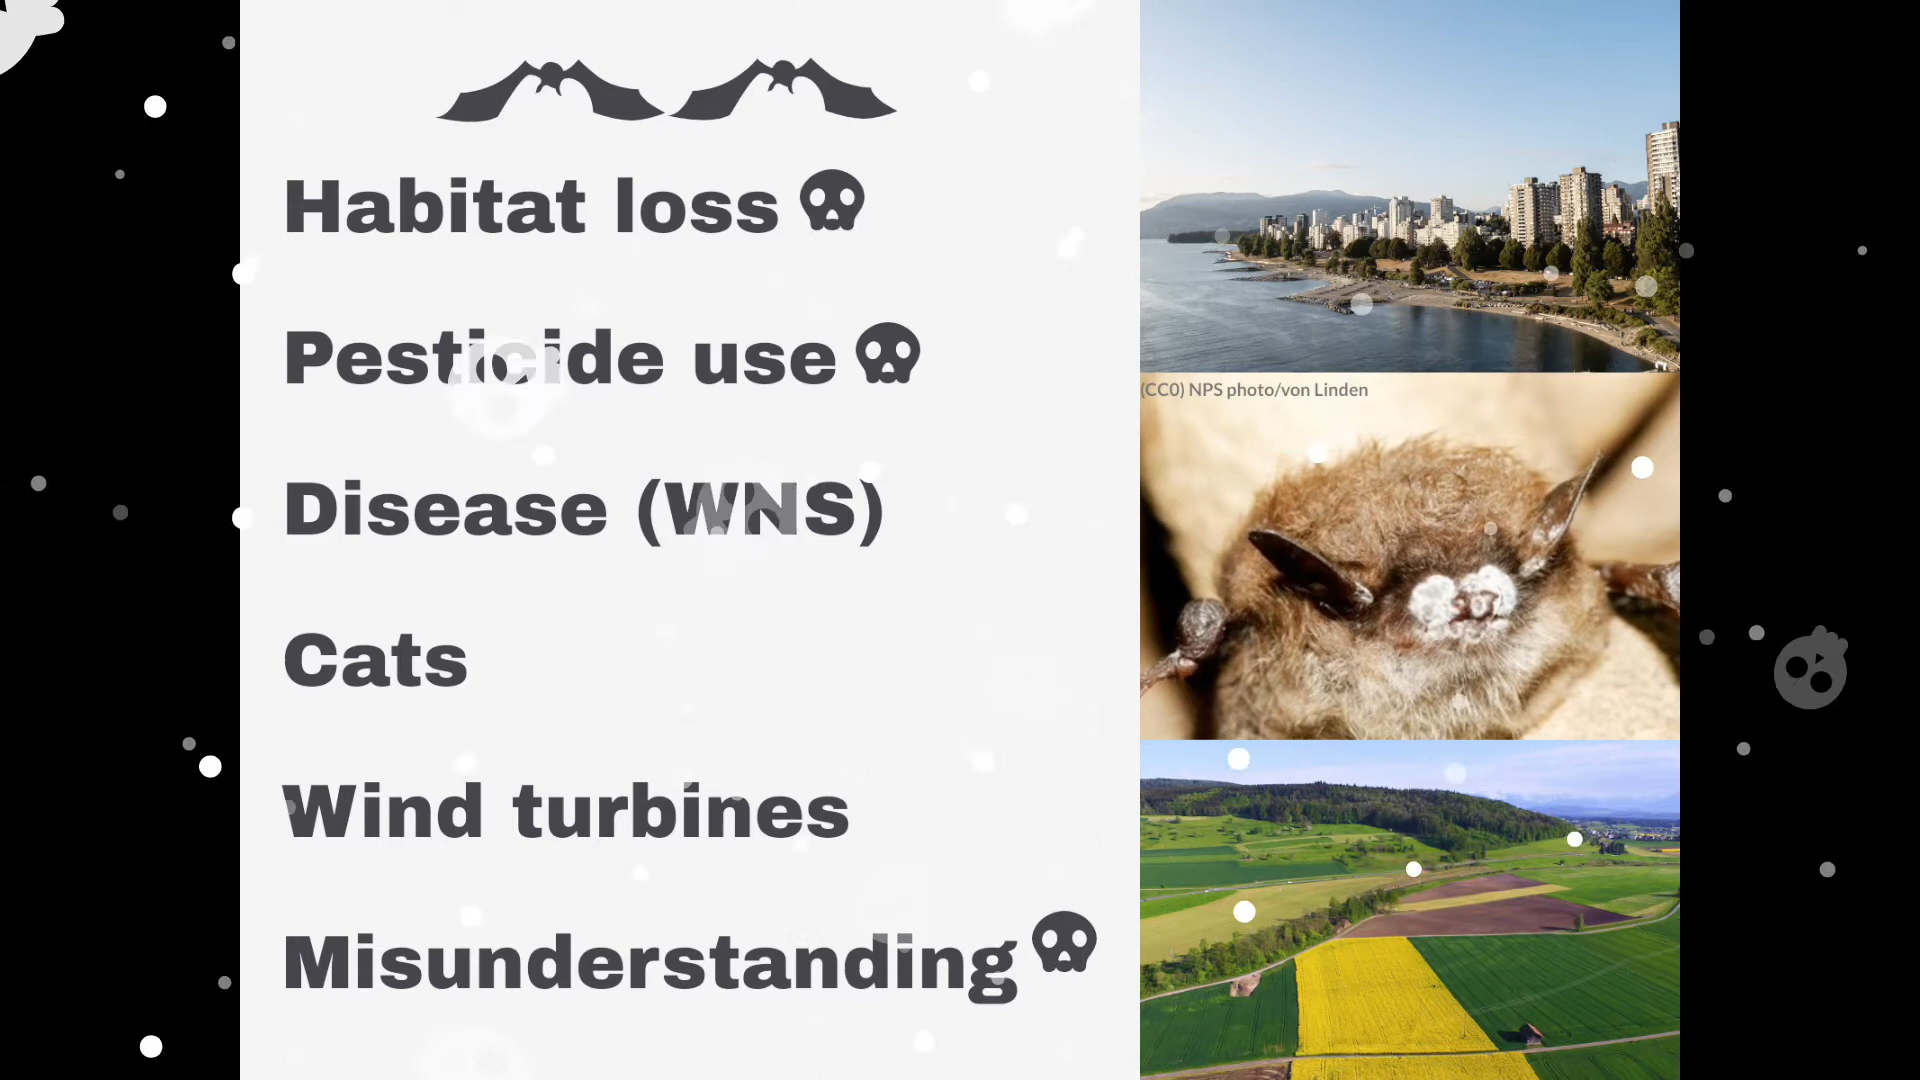 Habitat loss
Pesticide use
Disease (WNS)
Cats
Wind turbines
Misunderstanding
(CC0) NPS photo/von Linden